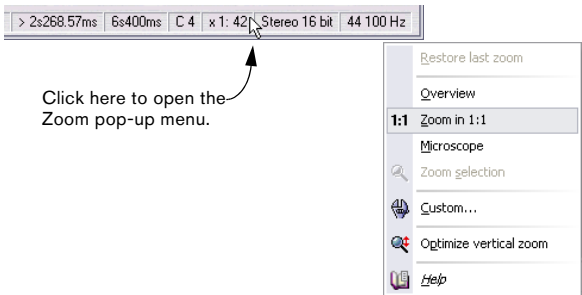 > 2s268.57ms 6s400ms C 4 x 1: 42 Stereo 16 bit 44 100 Hz
Click here to open the
Zoom pop-up menu.
Restore last zoom
Overview
1:1 Zoom in 1:1
Microscope
Zoom selection
Custom...
Optimize vertical zoom
Help